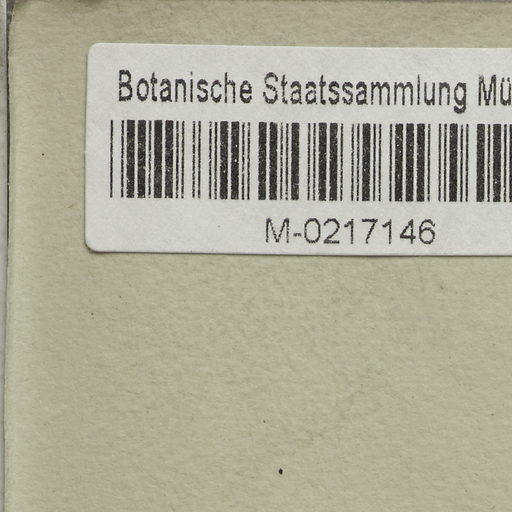 Botanische Staatssammlung Mü
M-0217146